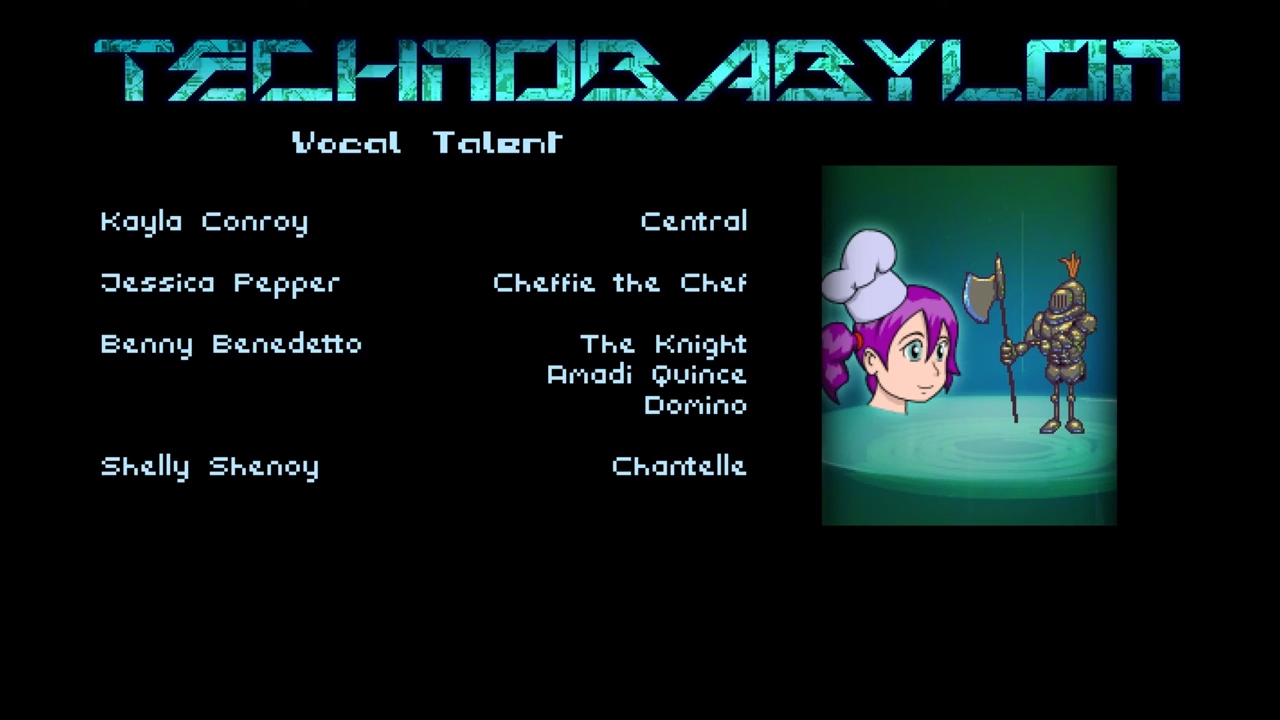 TECHNOBABYLON
Vocal Talent
Kayla Conroy Central
Jessica Pepper Cheffie the Chef
Benny Benedetto The Knight
Amadi Quince
Domino
Shelly Shenoy Chantelle